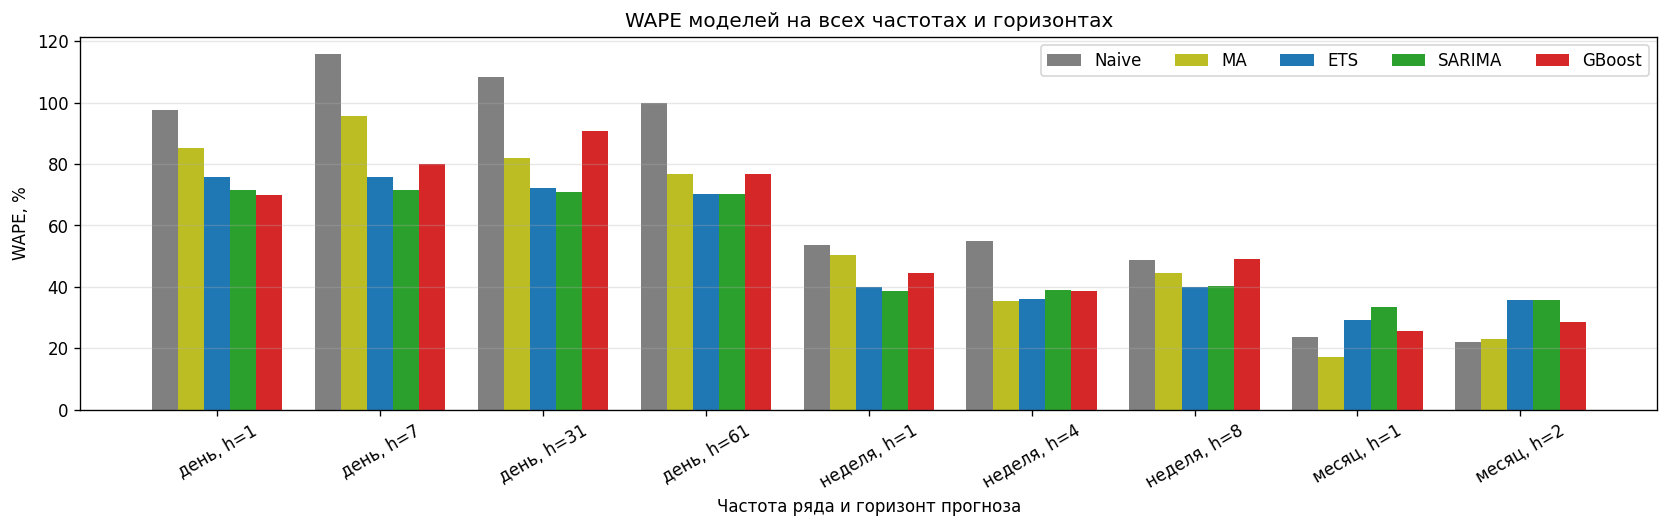 WAPE моделей на всех частотах и горизонтах
Naive MA ETS SARIMA GBoost
WAPE, %
120
100
80
60
40
20
0
день, h=1 день, h=7 день, h=31 день, h=61 неделя, h=1 неделя, h=4 неделя, h=8 месяц, h=1 месяц, h=2
Частота ряда и горизонт прогноза